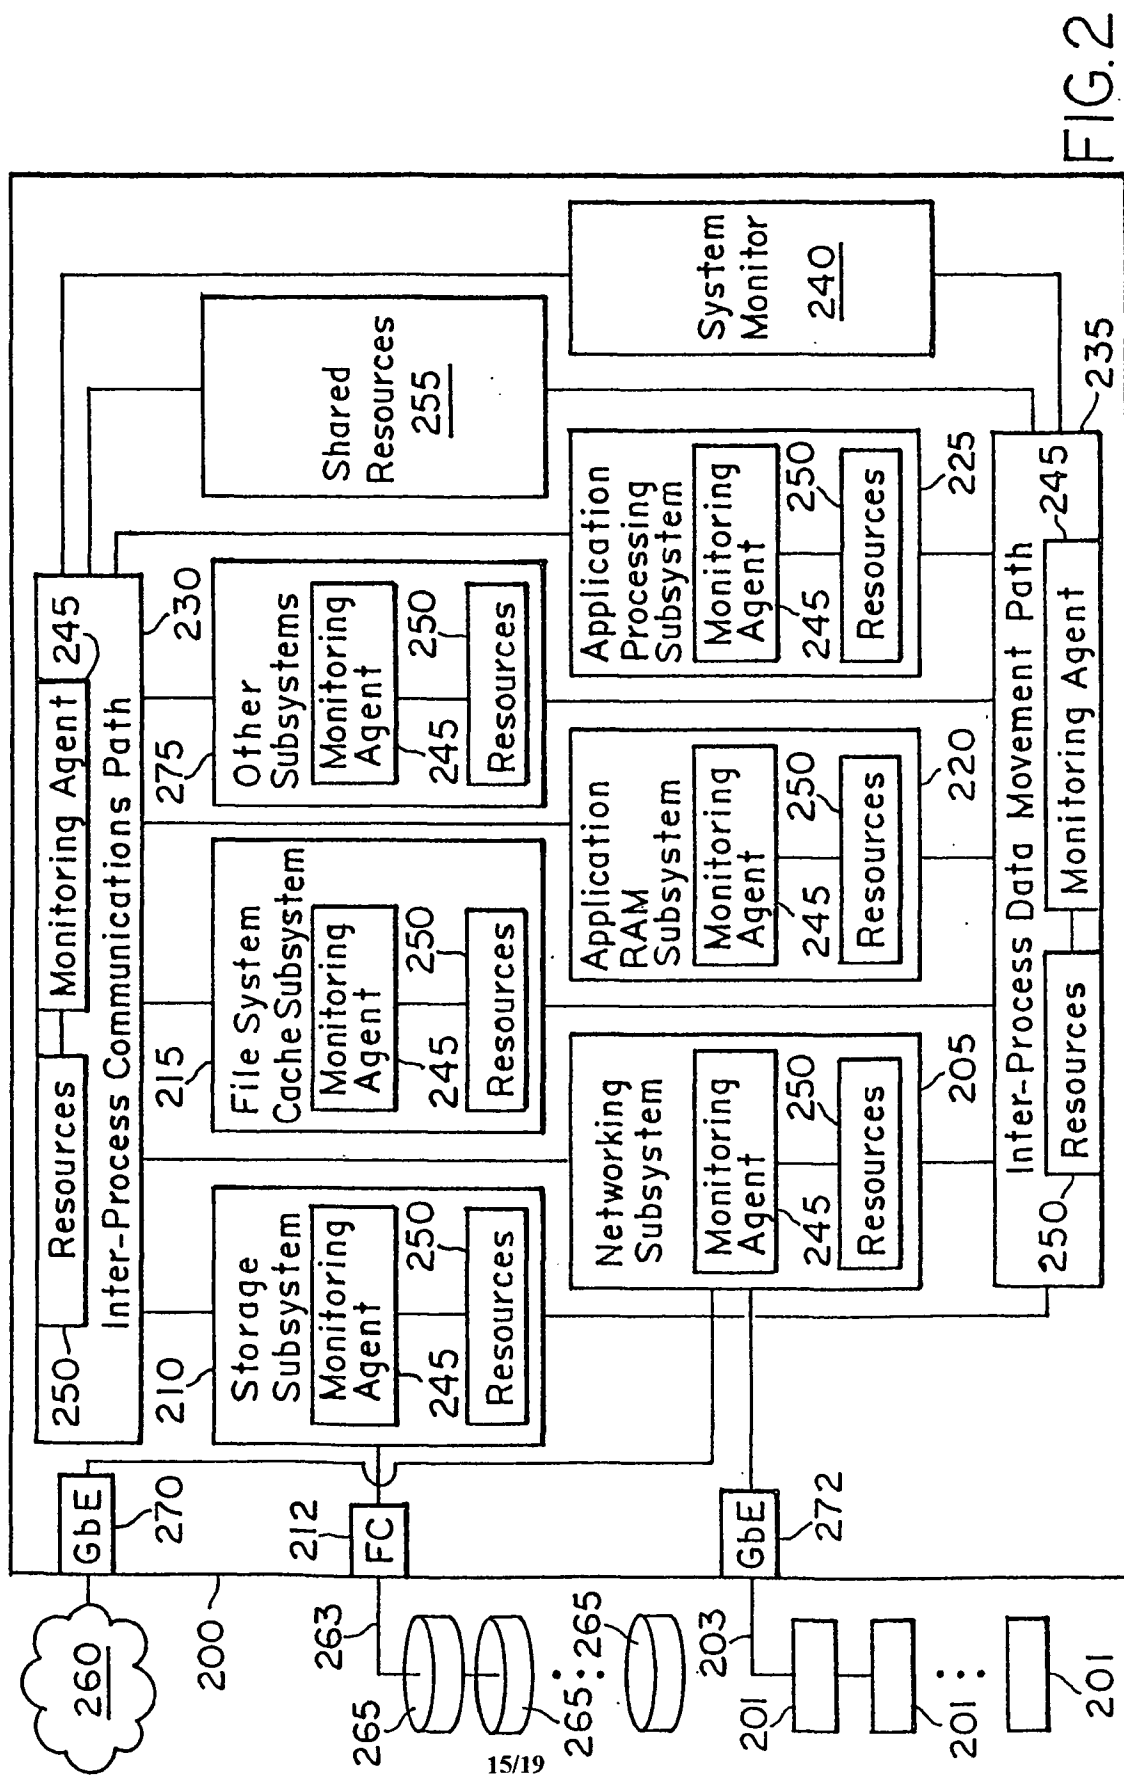 260
GbE
270
200
250
Resources
Monitoring Agent
245
Inter-Process Communications Path
230
210
Storage
Subsystem
Monitoring
Agent
245
250
Resources
215
File System
Cache Subsystem
Monitoring
Agent
245
250
Resources
275
Other
Subsystems
Monitoring
Agent
245
250
Resources
Shared
Resources
255
212
FC
263
265
265
265
Networking
Subsystem
Monitoring
Agent
245
250
Resources
205
Application
RAM
Subsystem
Monitoring
Agent
245
250
Resources
220
Application
Processing
Subsystem
Monitoring
Agent
245
250
Resources
225
System
Monitor
240
GbE
272
203
201
201
201
Inter-Process Data Movement Path
235
250
Resources
Monitoring Agent
245
FIG.2
15/19